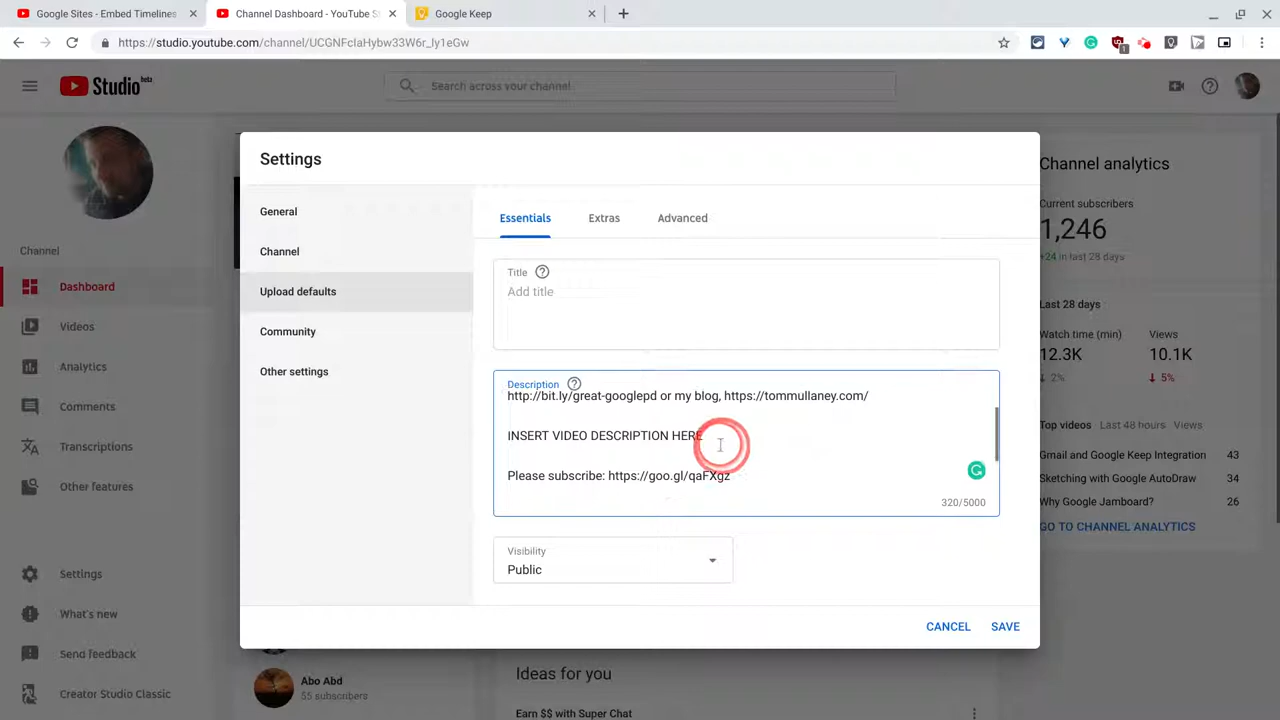 Google Sites - Embed Timelines
Channel Dashboard - YouTube S
Google Keep
https://studio.youtube.com/channel/UCGNFcIaHybw33W6r_ly1eGw
1
Studio beta
Search across your channel
Settings
Channel analytics
Current subscribers
1,246
+24 in last 28 days
General
Channel
Upload defaults
Community
Other settings
Essentials
Extras
Advanced
Title
Add title
Description
http://bit.ly/great-googlepd or my blog, https://tommullaney.com/
INSERT VIDEO DESCRIPTION HERE
Please subscribe: https://goo.gl/qaFXgz
320/5000
Visibility
Public
CANCEL
SAVE
Channel
Dashboard
Videos
Analytics
Comments
Transcriptions
Other features
Settings
What's new
Send feedback
Creator Studio Classic
Last 28 days
Watch time (min)
Views
12.3K
10.1K
2%
5%
Top videos Last 48 hours · Views
Gmail and Google Keep Integration 43
Sketching with Google AutoDraw 34
Why Google Jamboard? 26
GO TO CHANNEL ANALYTICS
Abo Abd
55 subscribers
Ideas for you
Earn $$ with Super Chat